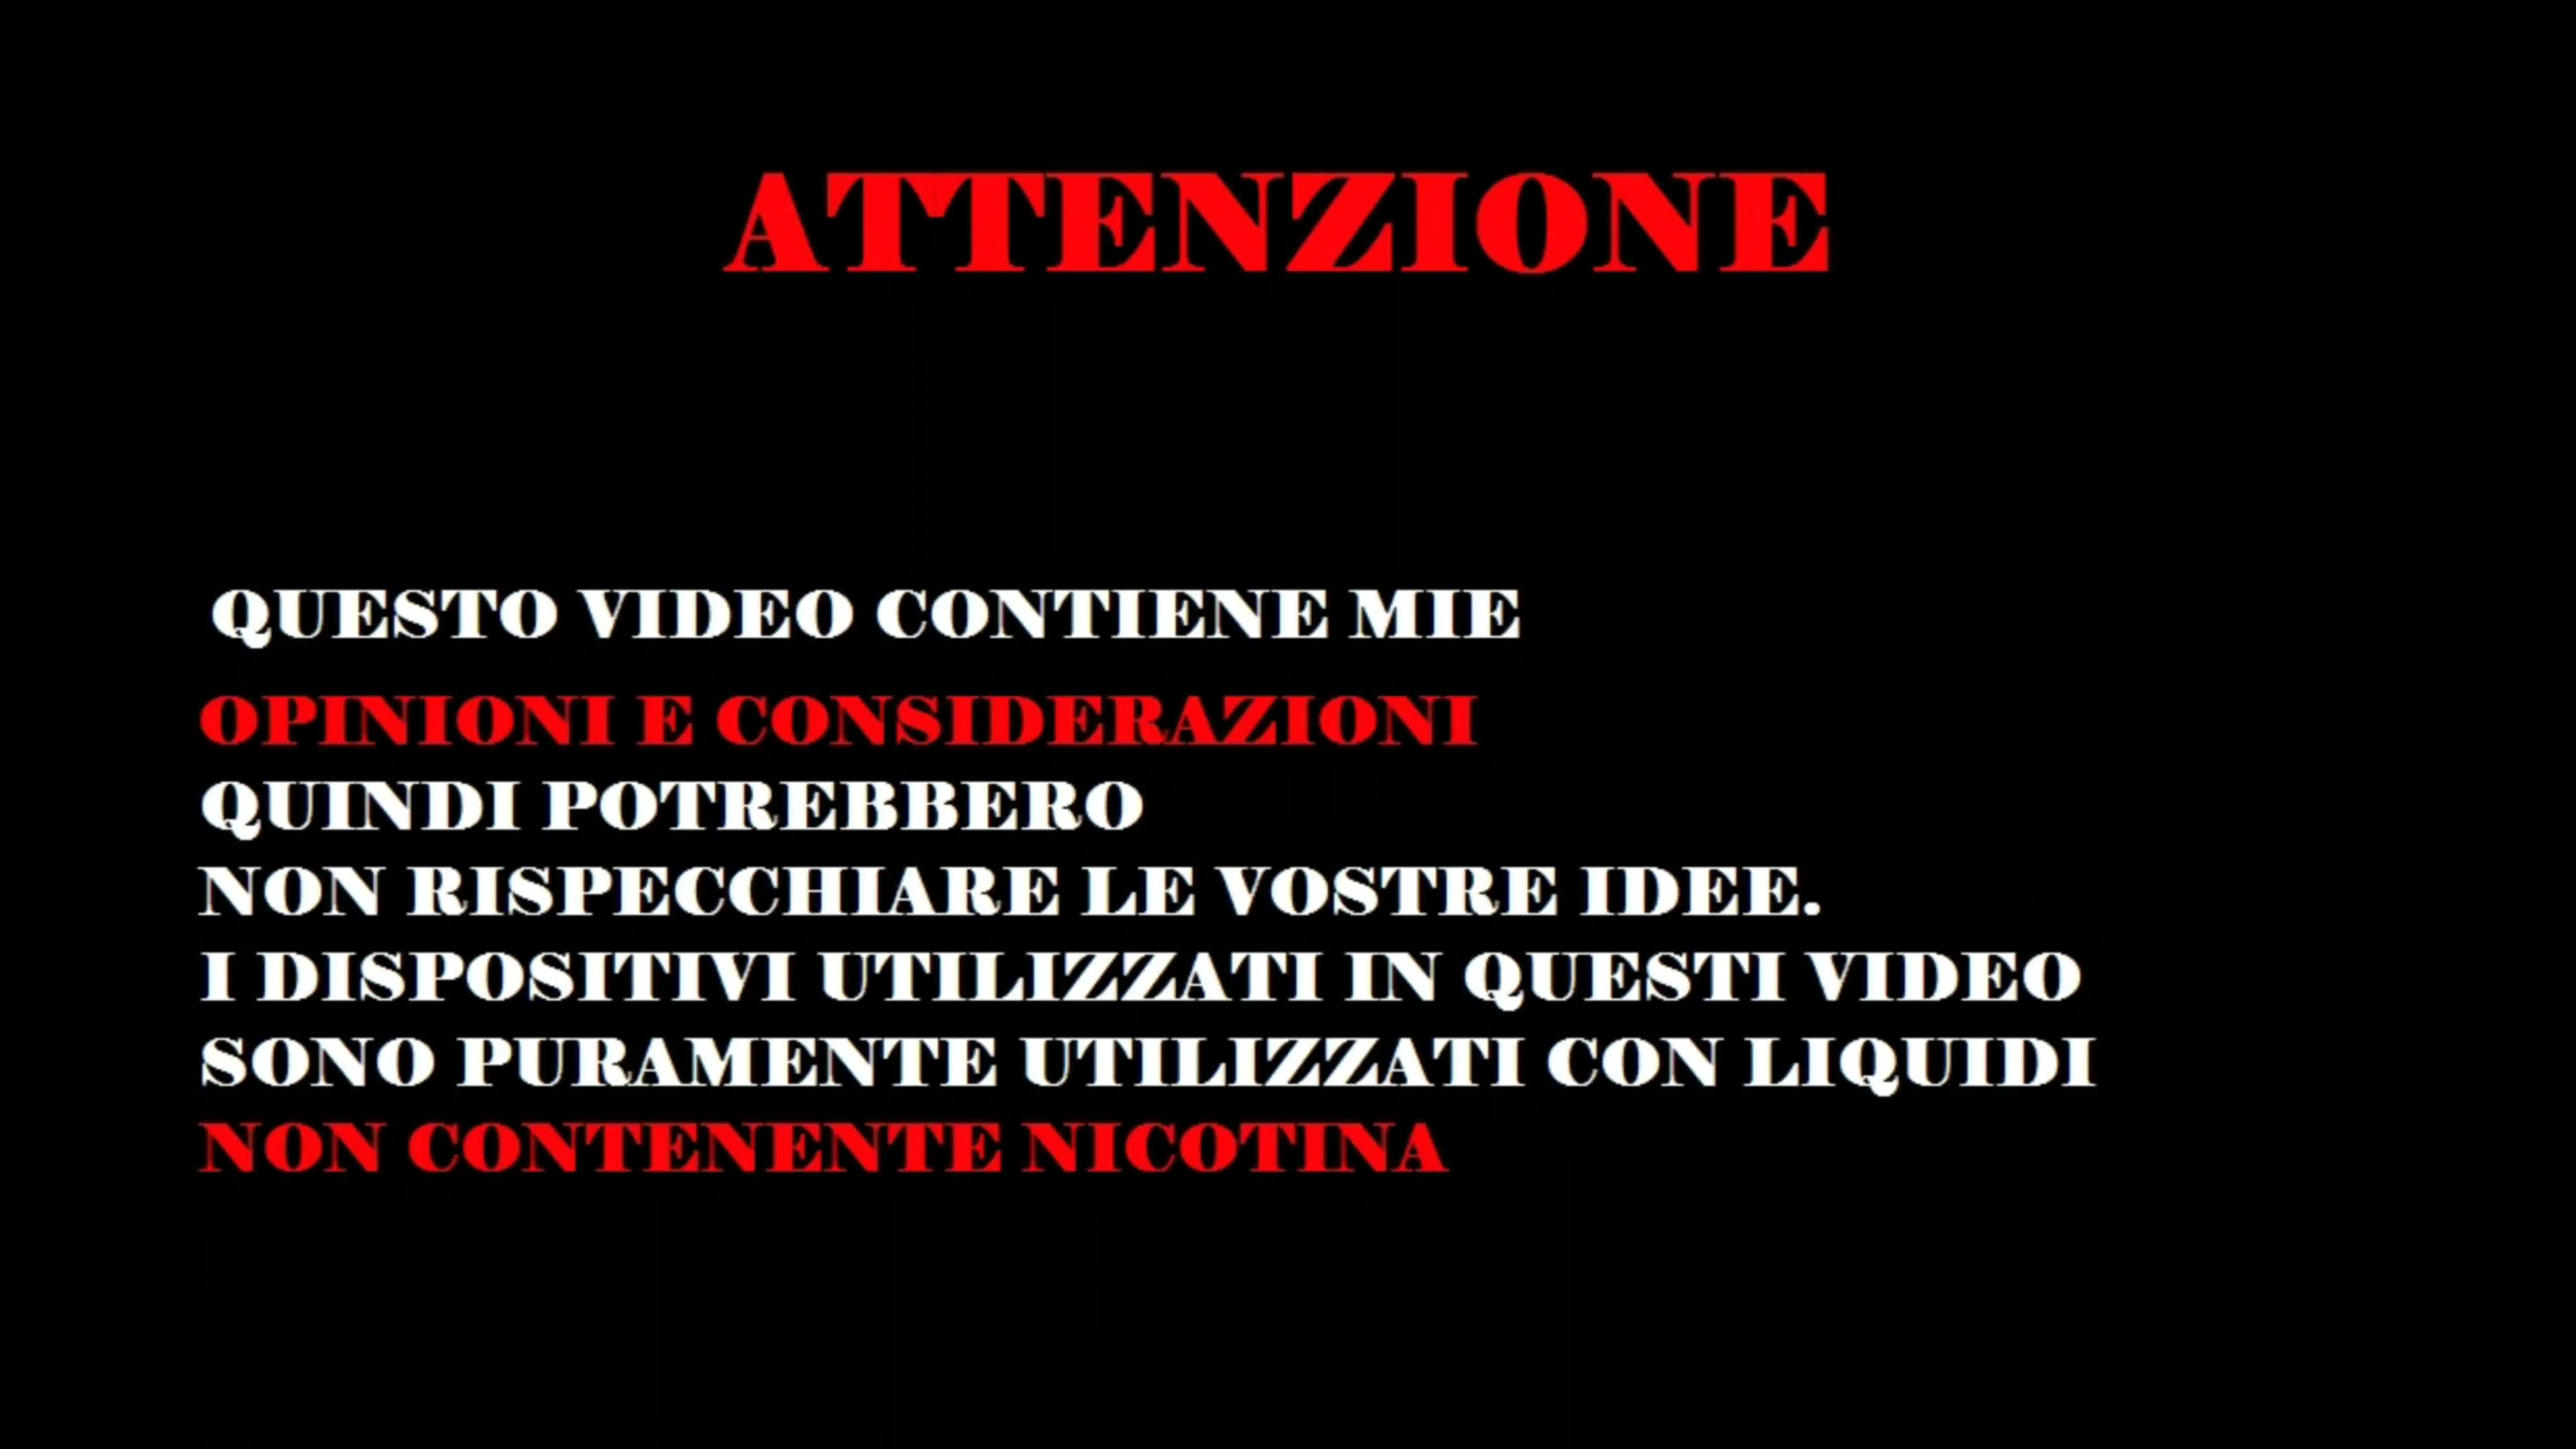 ATTENZIONE
QUESTO VIDEO CONTIENE MIE
OPINIONI E CONSIDERAZIONI
QUINDI POTREBBERO
NON RISPECCHIARE LE VOSTRE IDEE.
I DISPOSITIVI UTILIZZATI IN QUESTI VIDEO
SONO PURAMENTE UTILIZZATI CON LIQUIDI
NON CONTENENTE NICOTINA